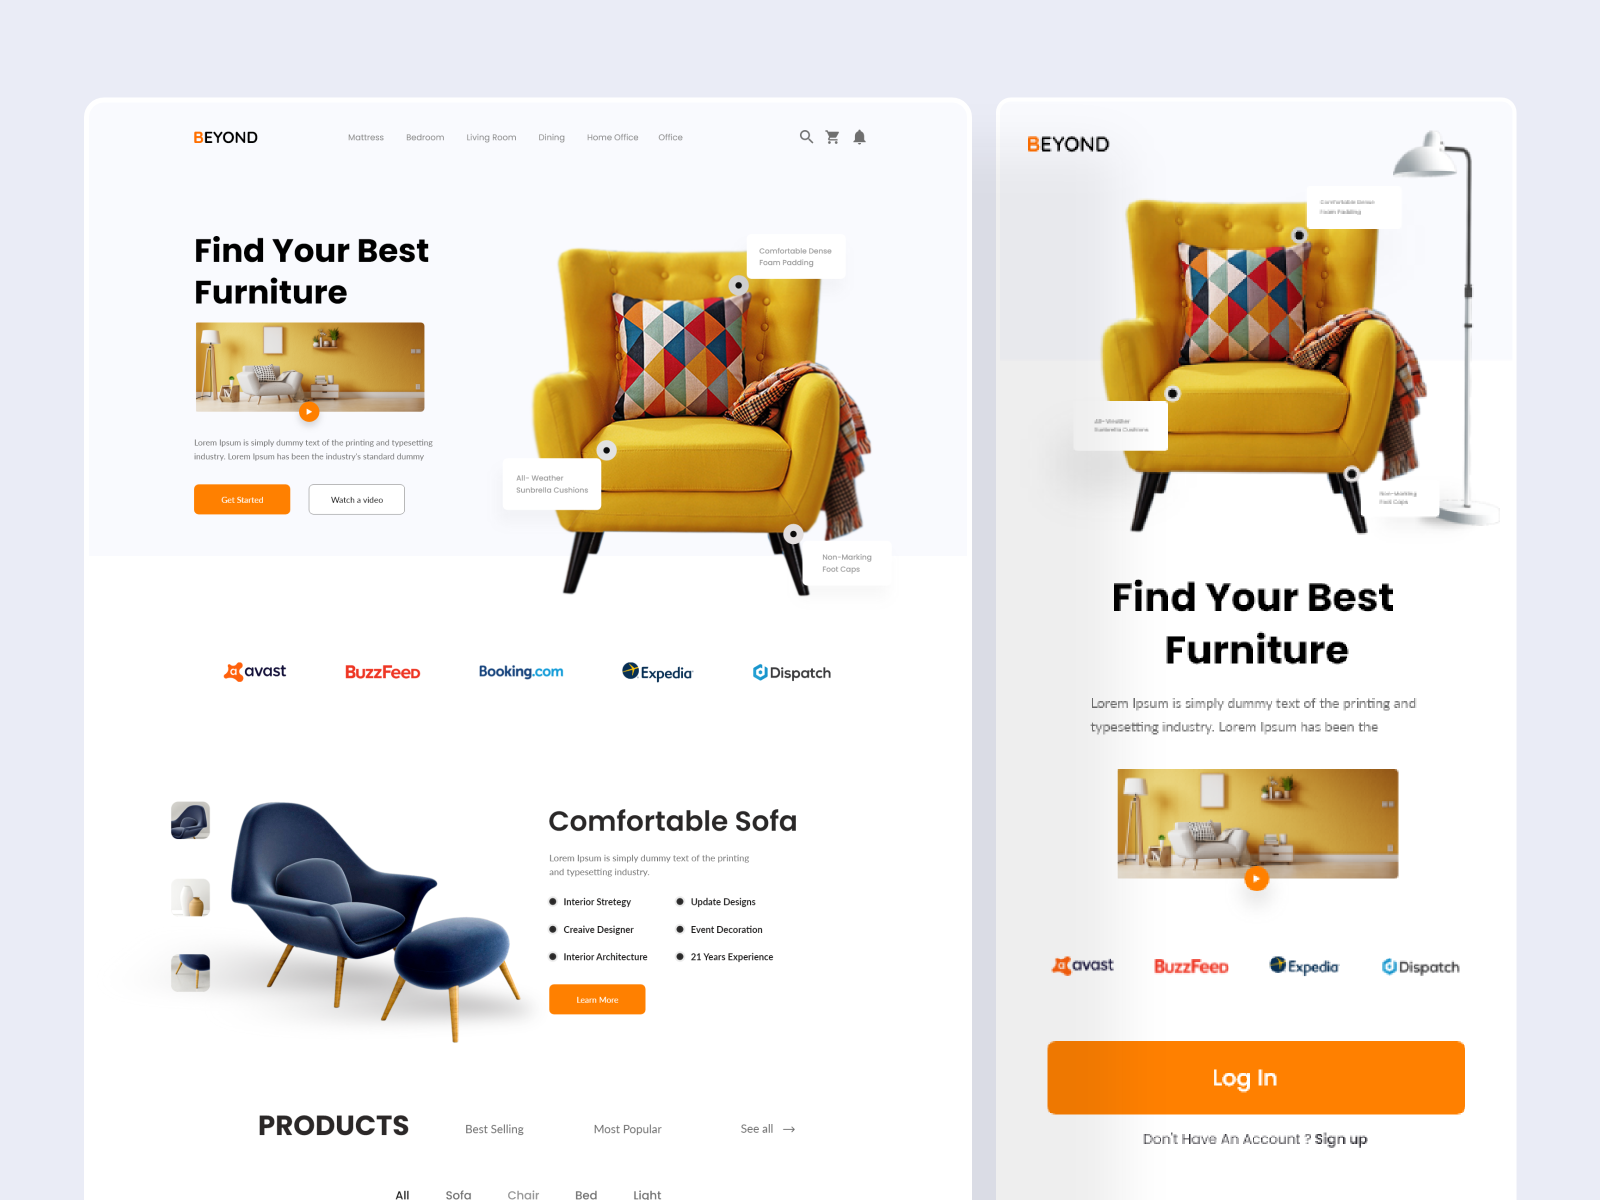 BEYOND
Mattress Bedroom Living Room Dining Home Office Office
Find Your Best
Furniture
Lorem Ipsum is simply dummy text of the printing and typesetting
industry. Lorem Ipsum has been the industry's standard dummy
Get Started Watch a video
Comfortable Dense
Foam Padding
All- Weather
Sunbrella Cushions
Non-Marking
Foot Caps
avast BuzzFeed Booking.com Expedia Dispatch
Comfortable Sofa
Lorem Ipsum is simply dummy text of the printing
and typesetting industry.
Interior Stretegy Update Designs
Creaive Designer Event Decoration
Interior Architecture 21 Years Experience
Learn More
PRODUCTS Best Selling Most Popular See all →
All Sofa Chair Bed Light
BEYOND
Comfortable Dense
Foam Padding
All- Weather
Sunbrella Cushions
Non-Marking
Foot Caps
Find Your Best
Furniture
Lorem Ipsum is simply dummy text of the printing and
typesetting industry. Lorem Ipsum has been the
avast BuzzFeed Expedia Dispatch
Log In
Don't Have An Account ? Sign up